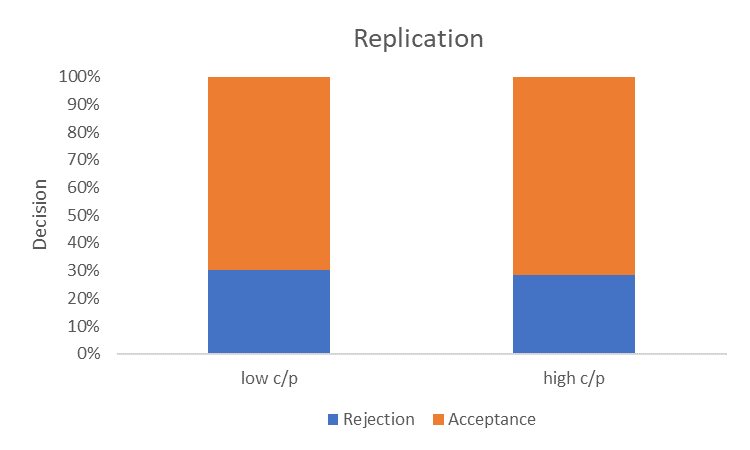 Replication
100%
90%
80%
70%
60%
50%
40%
30%
20%
10%
0%
Decision
low c/p
high c/p
Rejection
Acceptance